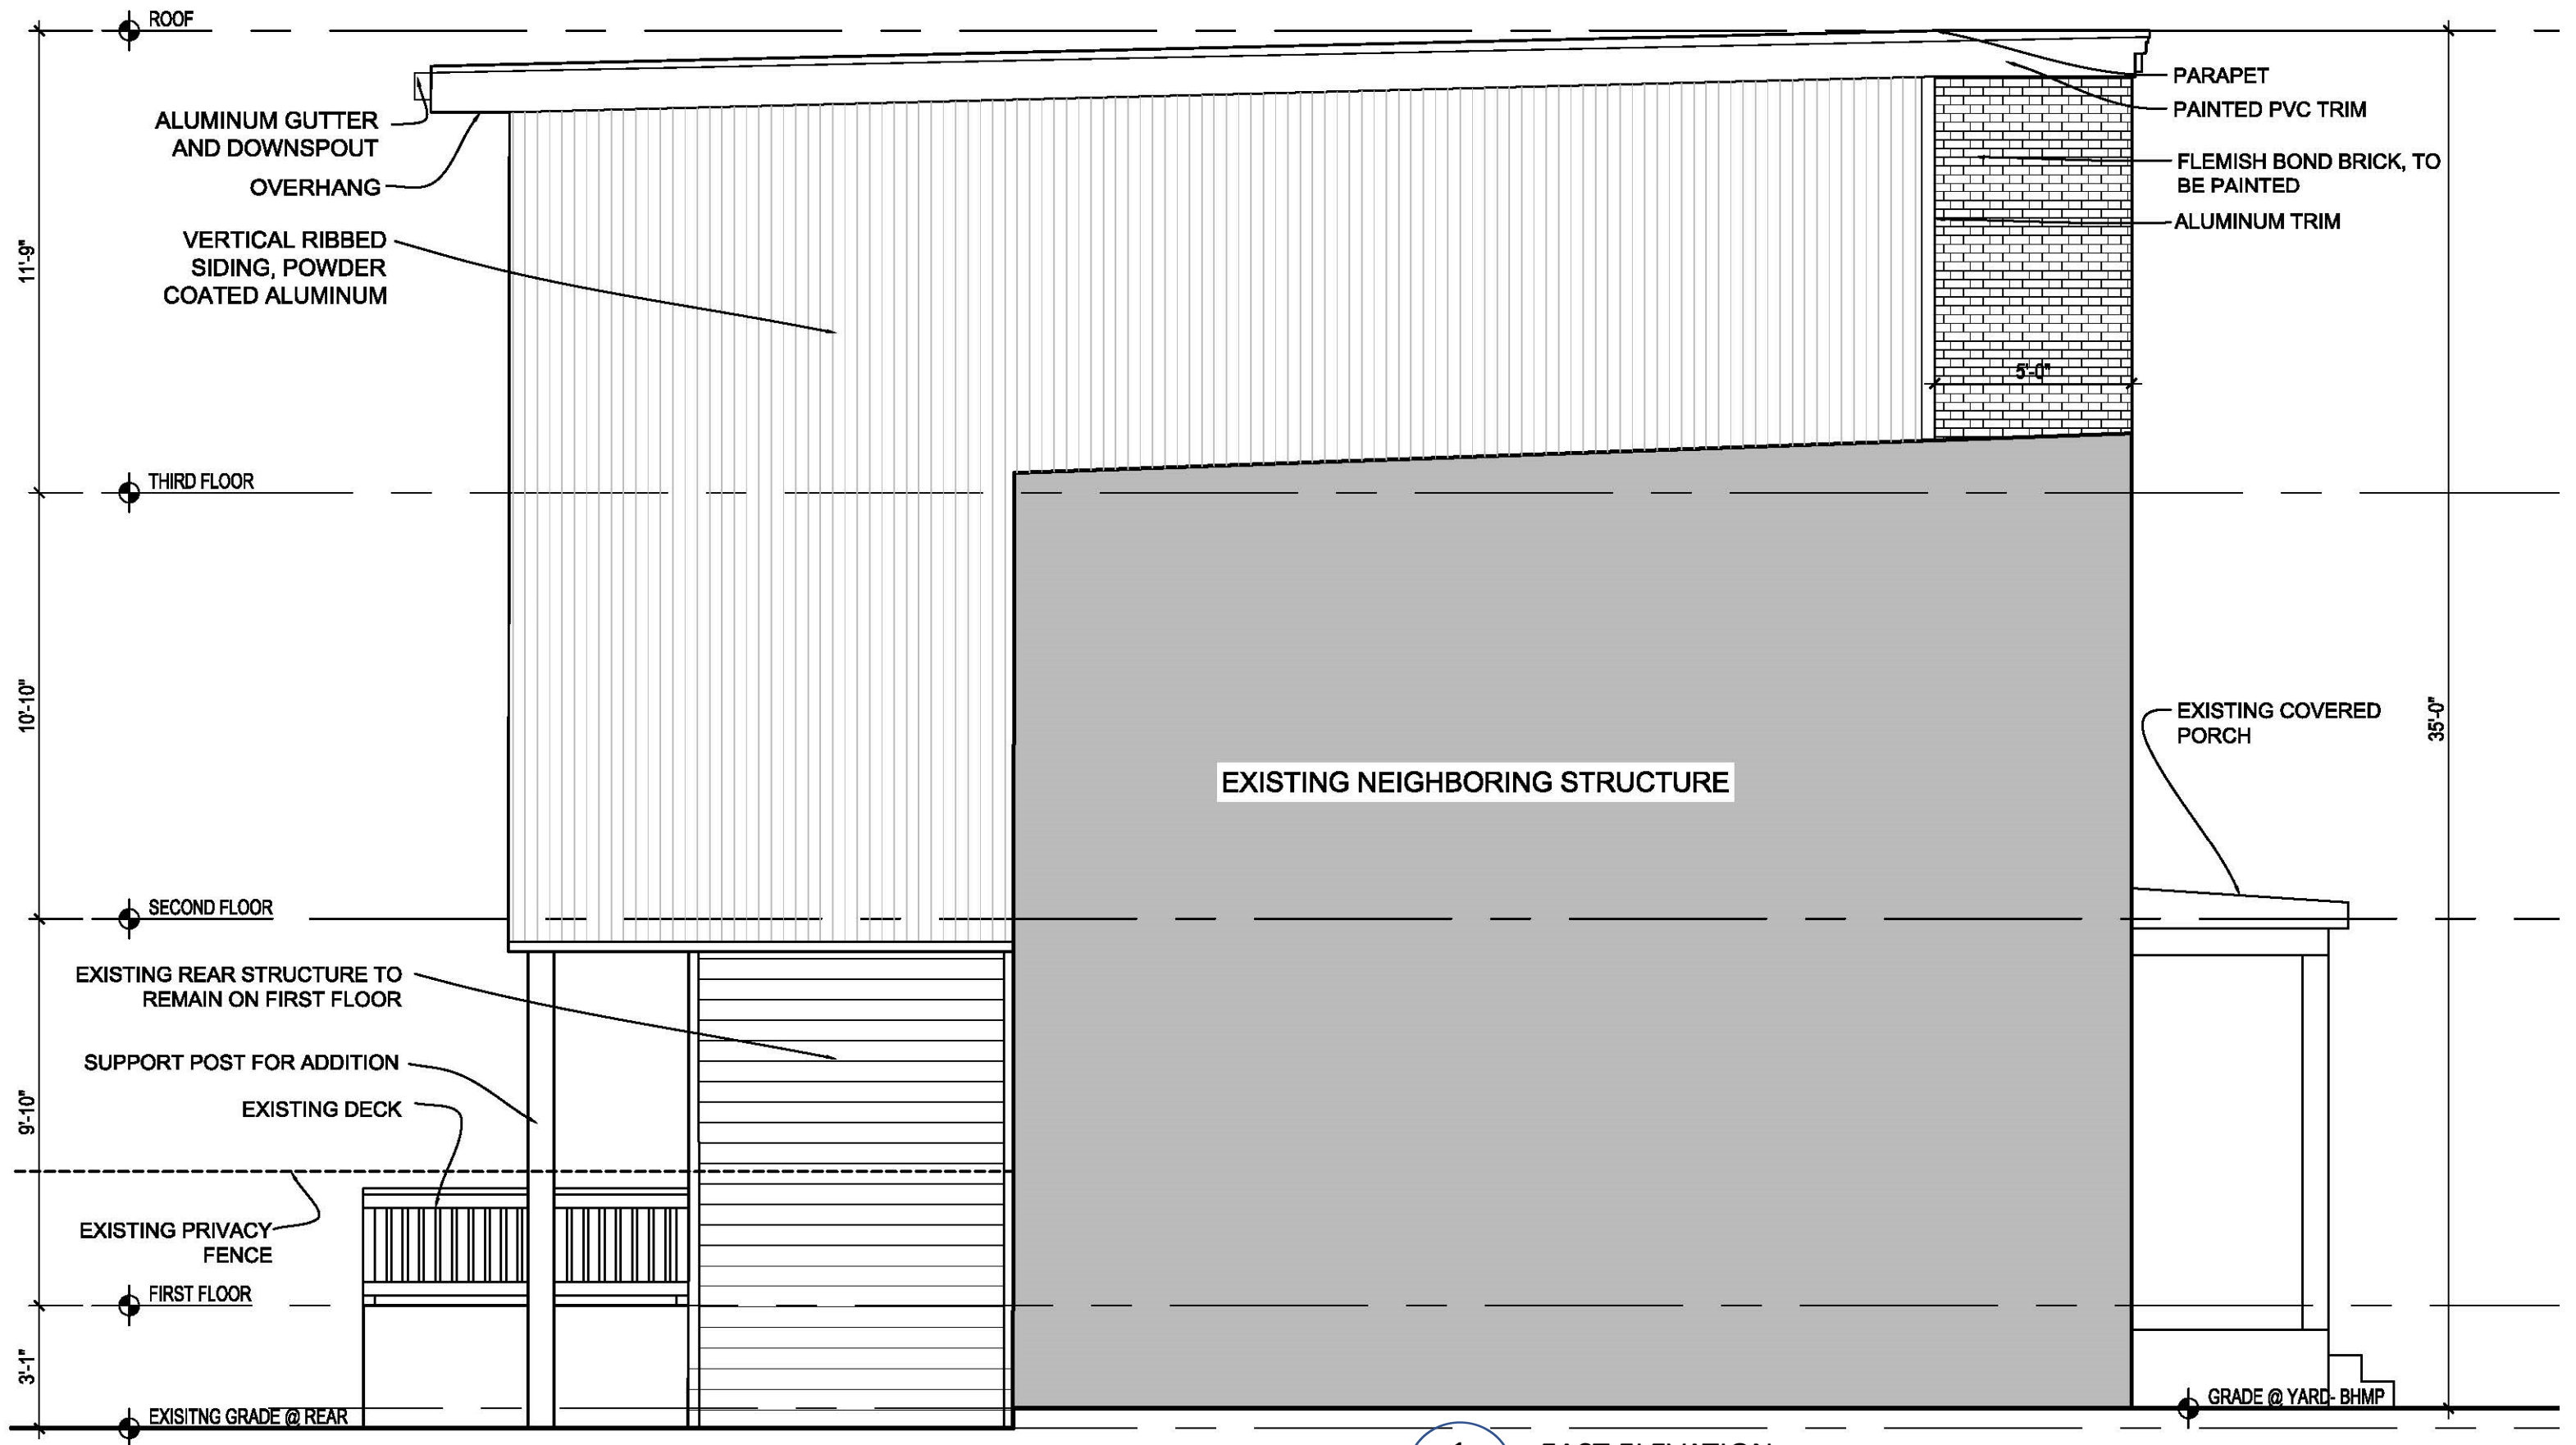 ROOF
PARAPET
PAINTED PVC TRIM
ALUMINUM GUTTER
AND DOWNSPOUT
OVERHANG
FLEMISH BOND BRICK, TO
BE PAINTED
ALUMINUM TRIM
VERTICAL RIBBED
SIDING, POWDER
COATED ALUMINUM
11'-9"
5'-0"
THIRD FLOOR
10'-10"
EXISTING COVERED
PORCH
35'-0"
EXISTING NEIGHBORING STRUCTURE
SECOND FLOOR
EXISTING REAR STRUCTURE TO
REMAIN ON FIRST FLOOR
SUPPORT POST FOR ADDITION
EXISTING DECK
9'-10"
EXISTING PRIVACY
FENCE
FIRST FLOOR
3'-1"
EXISITNG GRADE @ REAR
GRADE @ YARD- BHMP
EAST ELEVATION